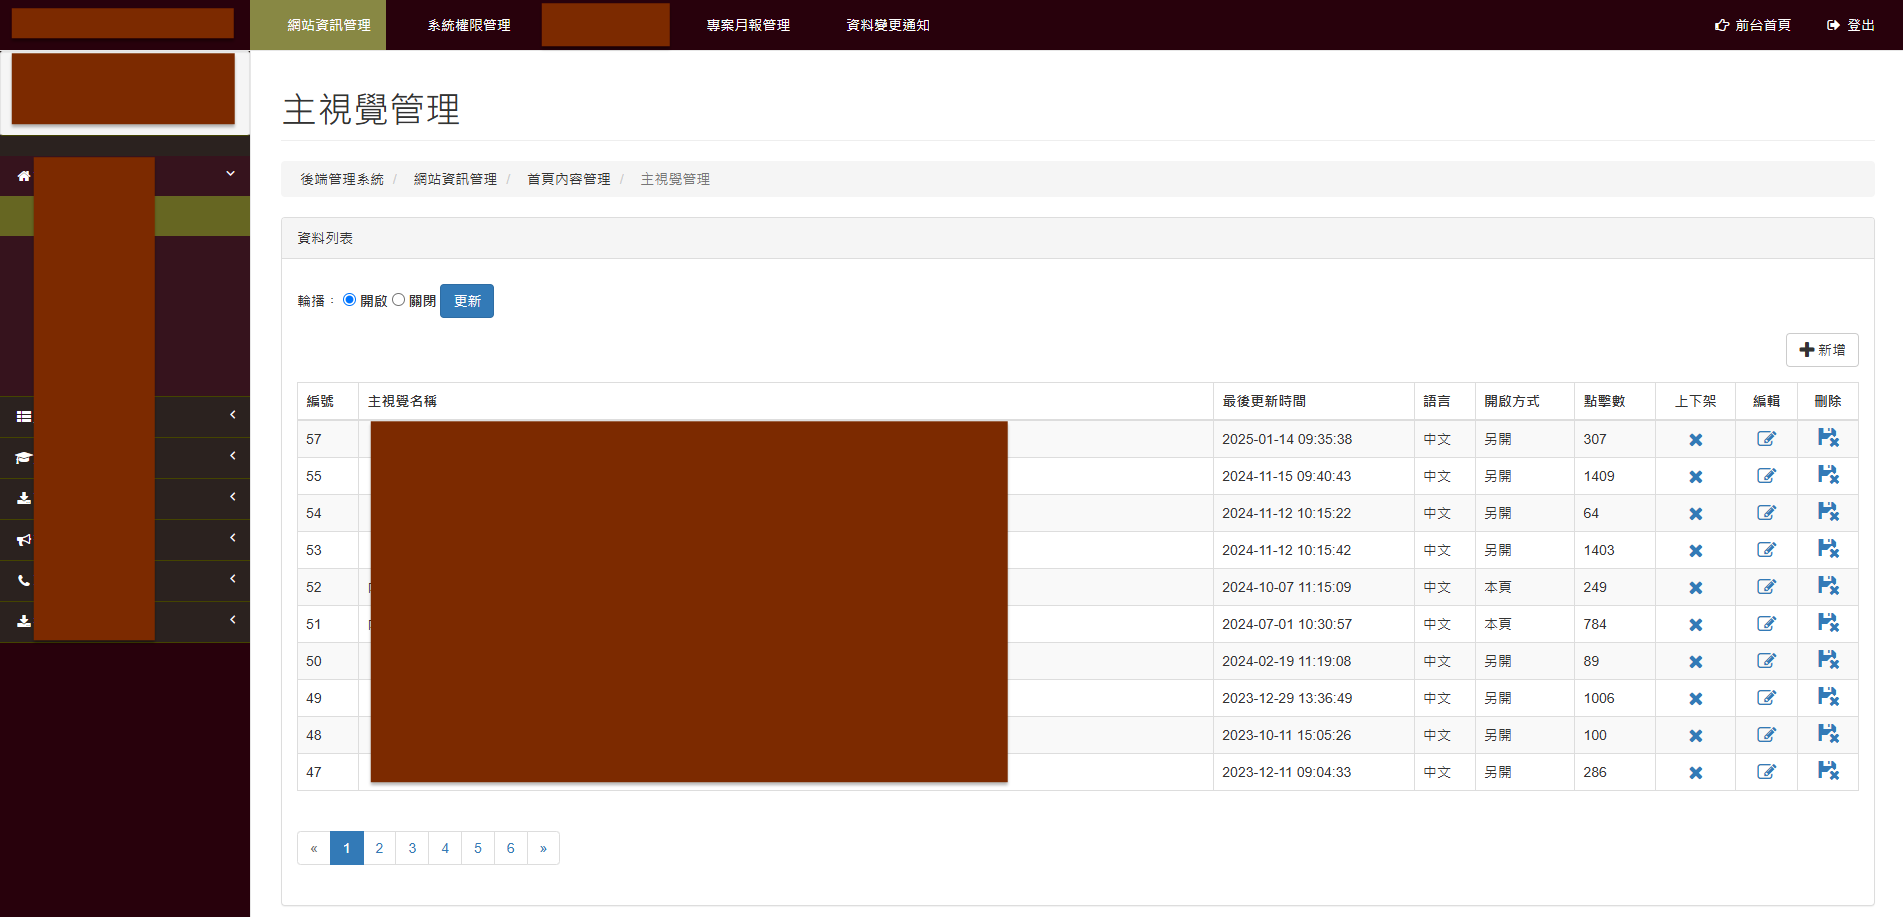 網站資訊管理 系統權限管理 專案月報管理 資料變更通知 前台首頁 登出
主視覺管理
後端管理系統 / 網站資訊管理 / 首頁內容管理 / 主視覺管理
資料列表
輪播： 開啟 關閉 更新
新增
編號 主視覺名稱 最後更新時間 語言 開啟方式 點擊數 上下架 編輯 刪除
57 2025-01-14 09:35:38 中文 另開 307
55 2024-11-15 09:40:43 中文 另開 1409
54 2024-11-12 10:15:22 中文 另開 64
53 2024-11-12 10:15:42 中文 另開 1403
52 2024-10-07 11:15:09 中文 本頁 249
51 2024-07-01 10:30:57 中文 本頁 784
50 2024-02-19 11:19:08 中文 另開 89
49 2023-12-29 13:36:49 中文 另開 1006
48 2023-10-11 15:05:26 中文 另開 100
47 2023-12-11 09:04:33 中文 另開 286
« 1 2 3 4 5 6 »